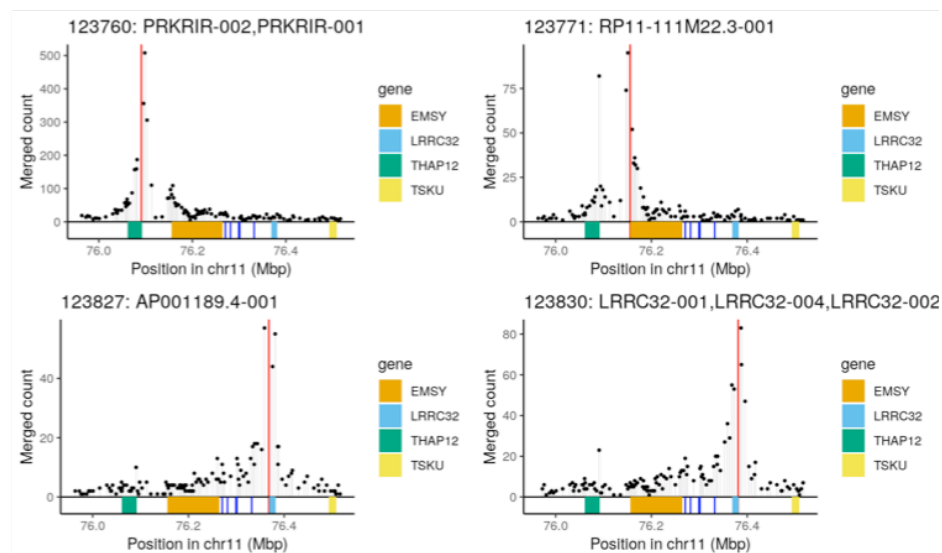 123760: PRKRIR-002,PRKRIR-001
Merged count
500
400
300
200
100
0
76.0
76.2
76.4
Position in chr11 (Mbp)
gene
EMSY
LRRC32
THAP12
TSKU
123771: RP11-111M22.3-001
Merged count
75
50
25
0
76.0
76.2
76.4
Position in chr11 (Mbp)
gene
EMSY
LRRC32
THAP12
TSKU
123827: AP001189.4-001
Merged count
40
20
0
76.0
76.2
76.4
Position in chr11 (Mbp)
gene
EMSY
LRRC32
THAP12
TSKU
123830: LRRC32-001,LRRC32-004,LRRC32-002
Merged count
80
60
40
20
0
76.0
76.2
76.4
Position in chr11 (Mbp)
gene
EMSY
LRRC32
THAP12
TSKU